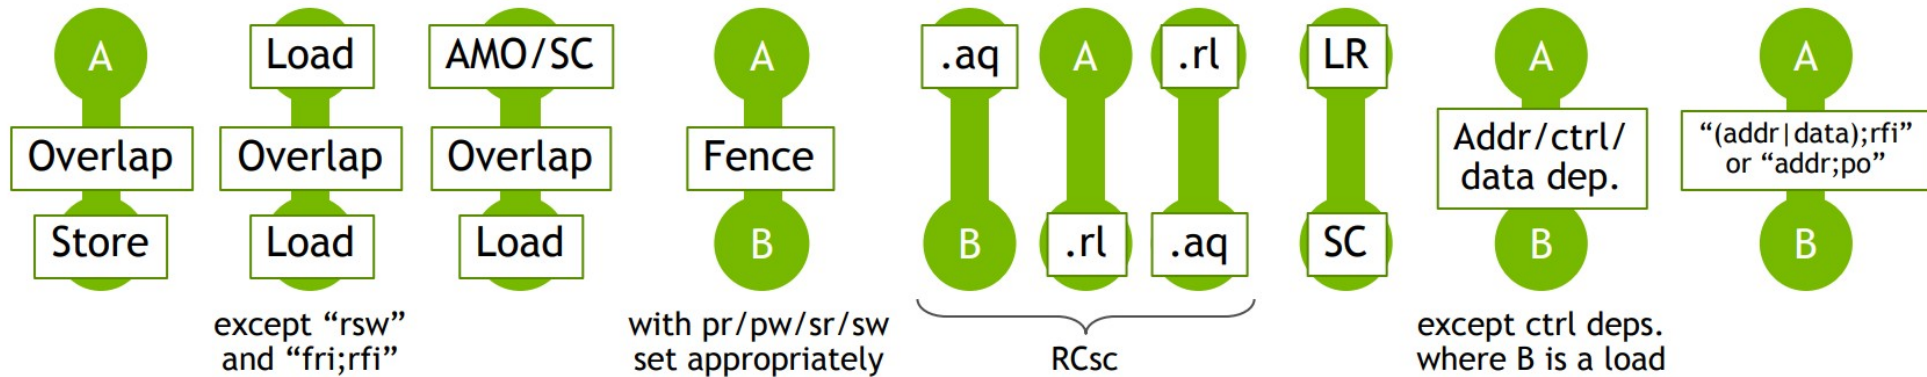 A
Overlap
Store
Load
Overlap
Load
except “rsw”
and “fri;rfi”
AMO/SC
Overlap
Load
A
Fence
B
with pr/pw/sr/sw
set appropriately
.aq
B
A
.rl
.rl
.aq
RCsc
LR
SC
A
Addr/ctrl/
data dep.
B
except ctrl deps.
where B is a load
A
“(addr|data);rfi”
or “addr;po”
B